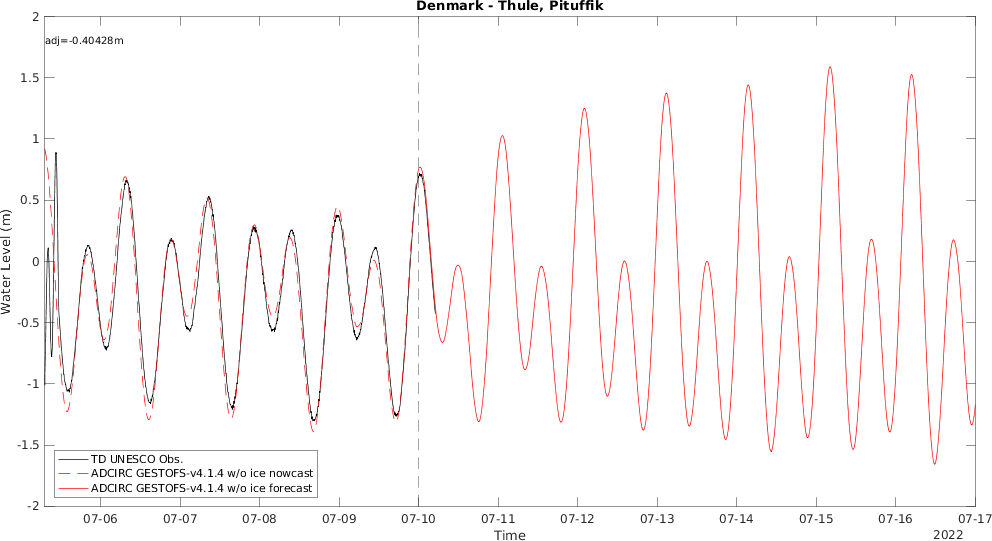 Denmark - Thule, Pituffik
adj=-0.40428m
Water Level (m)
2
1.5
1
0.5
0
-0.5
-1
-1.5
-2
TD UNESCO Obs.
ADCIRC GESTOFS-v4.1.4 w/o ice nowcast
ADCIRC GESTOFS-v4.1.4 w/o ice forecast
07-06 07-07 07-08 07-09 07-10 07-11 07-12 07-13 07-14 07-15 07-16 07-17
Time
2022